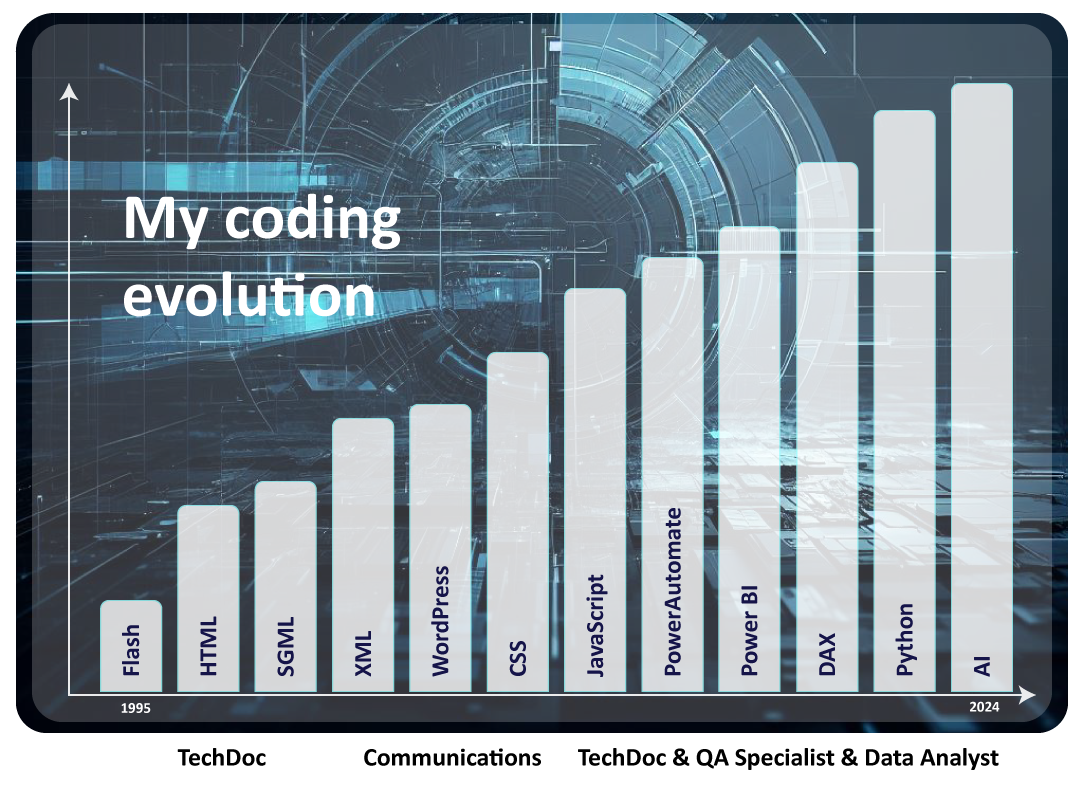 My coding
evolution
Flash
HTML
SGML
XML
WordPress
CSS
JavaScript
PowerAutomate
Power BI
DAX
Python
AI
1995
2024
TechDoc
Communications
TechDoc & QA Specialist & Data Analyst